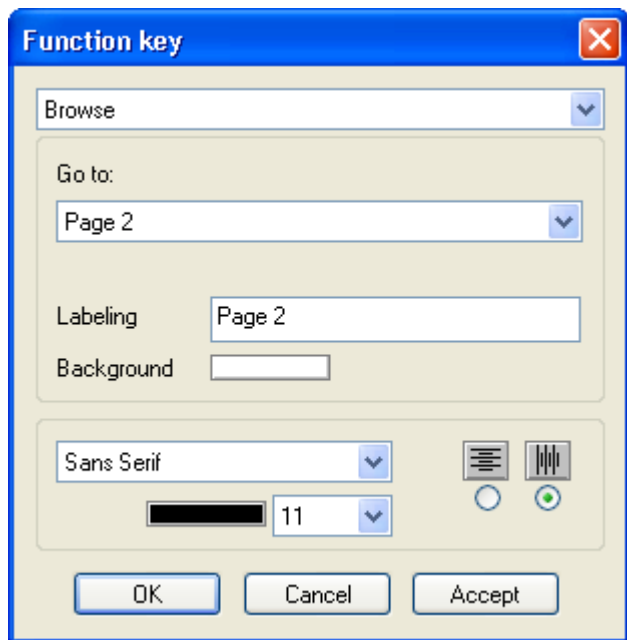 Function key
Browse
Go to:
Page 2
Labeling Page 2
Background
Sans Serif
11
OK Cancel Accept